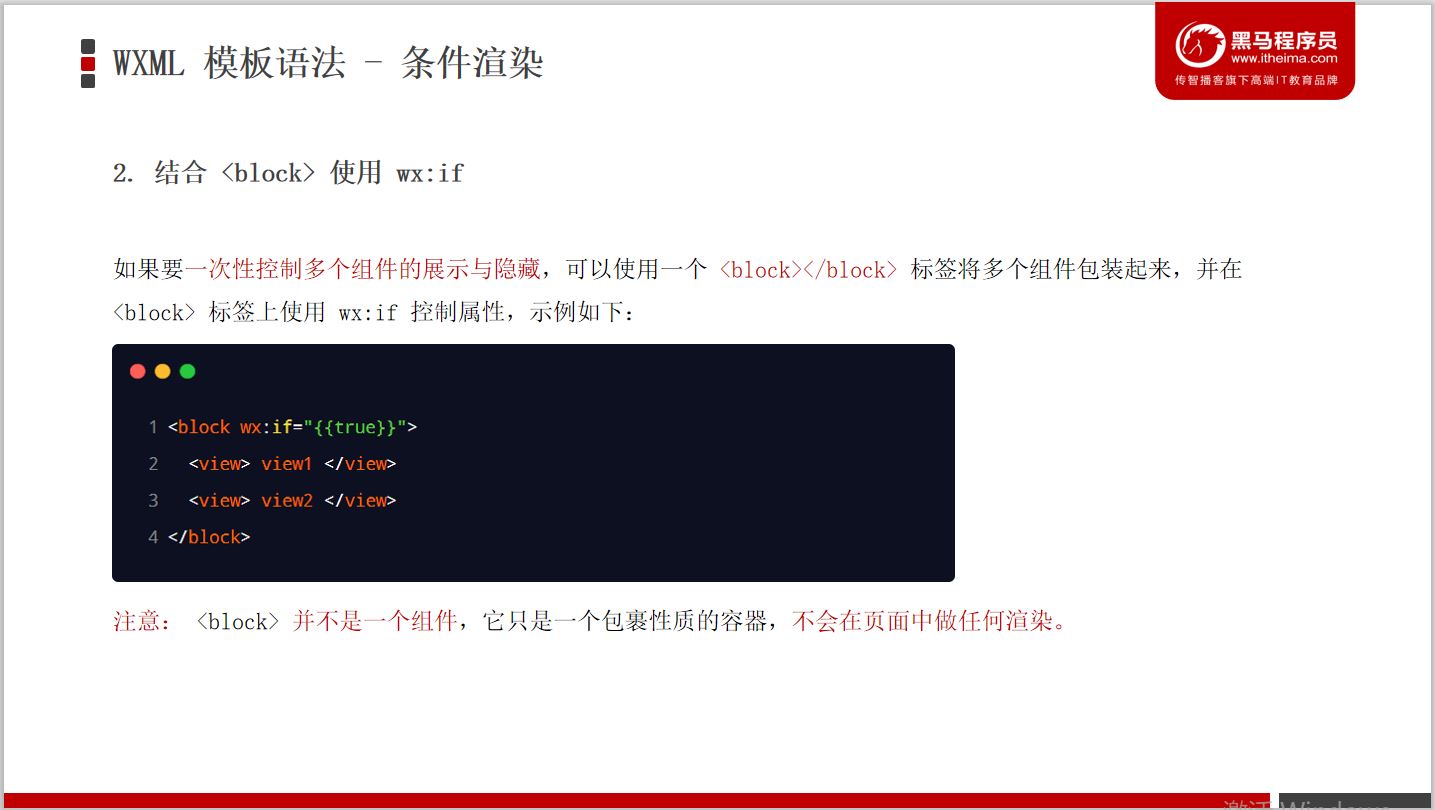 WXML 模板语法 - 条件渲染
黑马程序员
www.itheima.com
传智播客旗下高端IT教育品牌
2. 结合 <block> 使用 wx:if
如果要一次性控制多个组件的展示与隐藏，可以使用一个 <block></block> 标签将多个组件包装起来，并在
<block> 标签上使用 wx:if 控制属性，示例如下：
1 <block wx:if="{{true}}">
2   <view> view1 </view>
3   <view> view2 </view>
4 </block>
注意： <block> 并不是一个组件，它只是一个包裹性质的容器，不会在页面中做任何渲染。